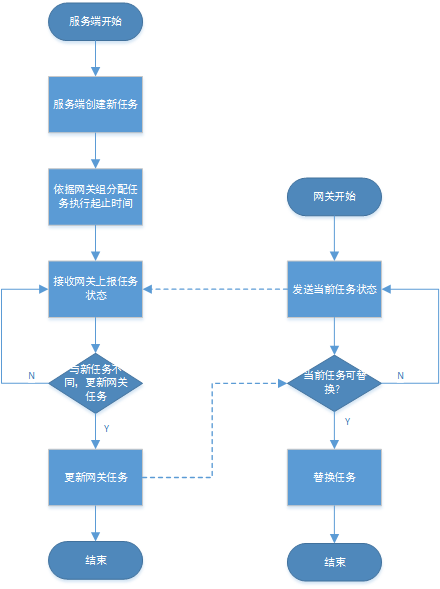 服务端开始
服务端创建新任务
依据网关组分配任
务执行起止时间
网关开始
接收网关上报任务
状态
发送当前任务状态
与新任务不
同，更新网关
任务
N
Y
当前任务可替
换？
N
Y
更新网关任务
替换任务
结束
结束